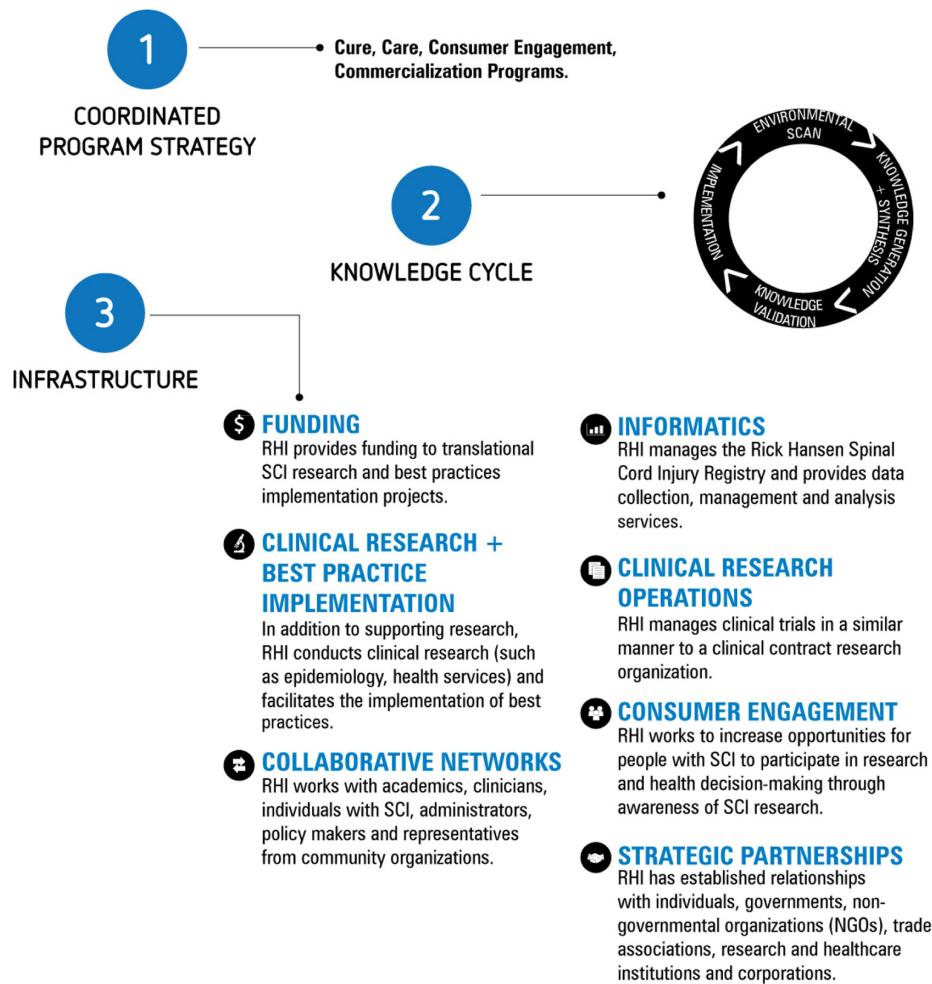 1
Cure, Care, Consumer Engagement,
Commercialization Programs.
COORDINATED
PROGRAM STRATEGY
2
KNOWLEDGE CYCLE
ENVIRONMENTAL
SCAN
KNOWLEDGE GENERATION
+ SYNTHESIS
KNOWLEDGE
VALIDATION
IMPLEMENTATION
3
INFRASTRUCTURE
$ FUNDING
RHI provides funding to translational
SCI research and best practices
implementation projects.
CLINICAL RESEARCH +
BEST PRACTICE
IMPLEMENTATION
In addition to supporting research,
RHI conducts clinical research (such
as epidemiology, health services) and
facilitates the implementation of best
practices.
COLLABORATIVE NETWORKS
RHI works with academics, clinicians,
individuals with SCI, administrators,
policy makers and representatives
from community organizations.
INFORMATICS
RHI manages the Rick Hansen Spinal
Cord Injury Registry and provides data
collection, management and analysis
services.
CLINICAL RESEARCH
OPERATIONS
RHI manages clinical trials in a similar
manner to a clinical contract research
organization.
CONSUMER ENGAGEMENT
RHI works to increase opportunities for
people with SCI to participate in research
and health decision-making through
awareness of SCI research.
STRATEGIC PARTNERSHIPS
RHI has established relationships
with individuals, governments, non-
governmental organizations (NGOs), trade
associations, research and healthcare
institutions and corporations.